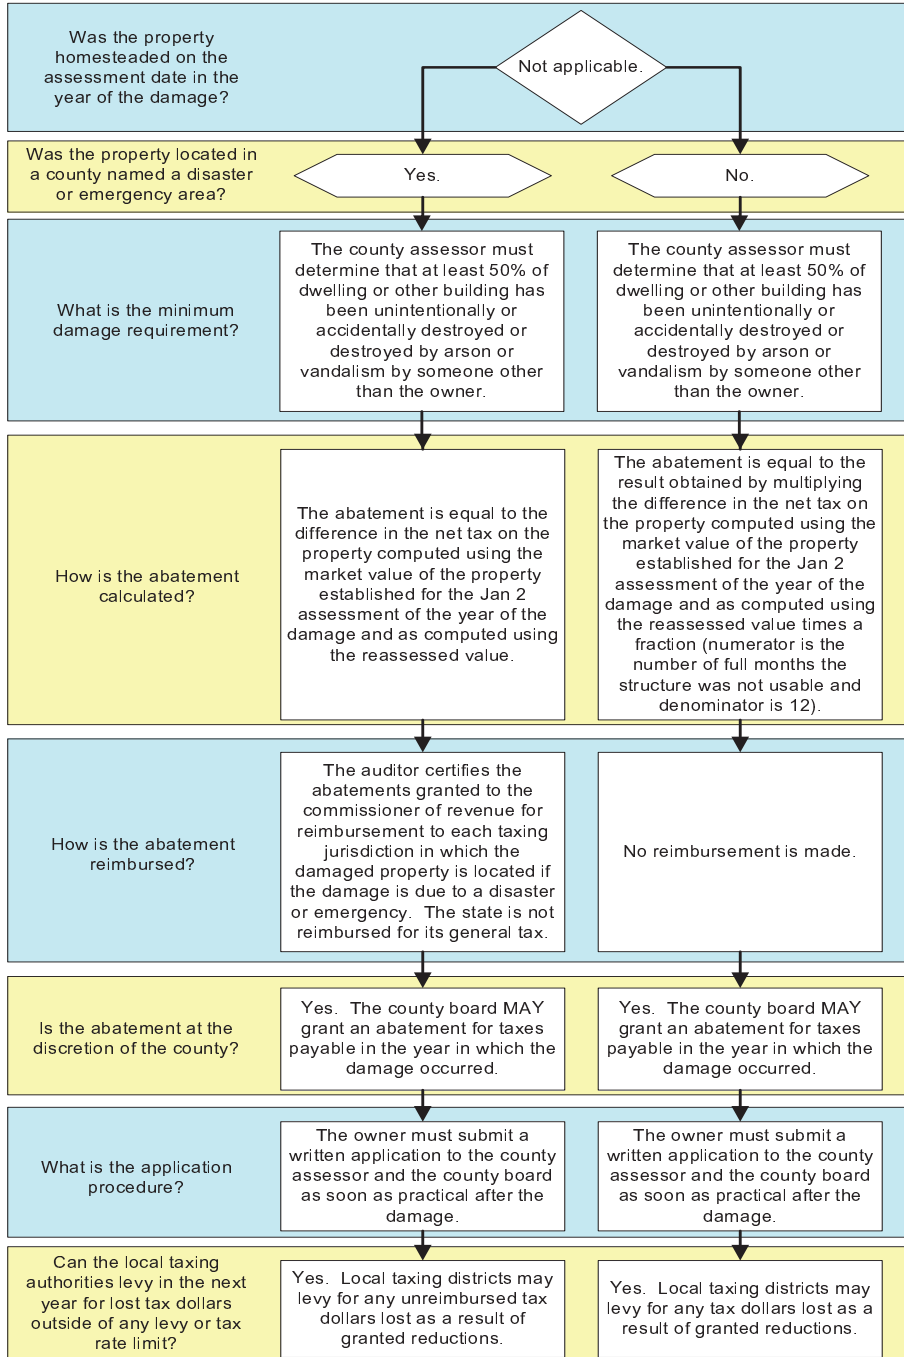 Was the property
homesteaded on the
assessment date in the
year of the damage?
Not applicable.
Was the property located in
a county named a disaster
or emergency area?
Yes.
No.
What is the minimum
damage requirement?
The county assessor must
determine that at least 50% of
dwelling or other building has
been unintentionally or
accidentally destroyed or
destroyed by arson or
vandalism by someone other
than the owner.
The county assessor must
determine that at least 50% of
dwelling or other building has
been unintentionally or
accidentally destroyed or
destroyed by arson or
vandalism by someone other
than the owner.
How is the abatement
calculated?
The abatement is equal to the
difference in the net tax on the
property computed using the
market value of the property
established for the Jan 2
assessment of the year of the
damage and as computed using
the reassessed value.
The abatement is equal to the
result obtained by multiplying
the difference in the net tax on
the property computed using the
market value of the property
established for the Jan 2
assessment of the year of the
damage and as computed using
the reassessed value times a
fraction (numerator is the
number of full months the
structure was not usable and
denominator is 12).
How is the abatement
reimbursed?
The auditor certifies the
abatements granted to the
commissioner of revenue for
reimbursement to each taxing
jurisdiction in which the
damaged property is located if
the damage is due to a disaster
or emergency. The state is not
reimbursed for its general tax.
No reimbursement is made.
Is the abatement at the
discretion of the county?
Yes. The county board MAY
grant an abatement for taxes
payable in the year in which the
damage occurred.
Yes. The county board MAY
grant an abatement for taxes
payable in the year in which the
damage occurred.
What is the application
procedure?
The owner must submit a
written application to the county
assessor and the county board
as soon as practical after the
damage.
The owner must submit a
written application to the county
assessor and the county board
as soon as practical after the
damage.
Can the local taxing
authorities levy in the next
year for lost tax dollars
outside of any levy or tax
rate limit?
Yes. Local taxing districts may
levy for any unreimbursed tax
dollars lost as a result of
granted reductions.
Yes. Local taxing districts may
levy for any tax dollars lost as a
result of granted reductions.